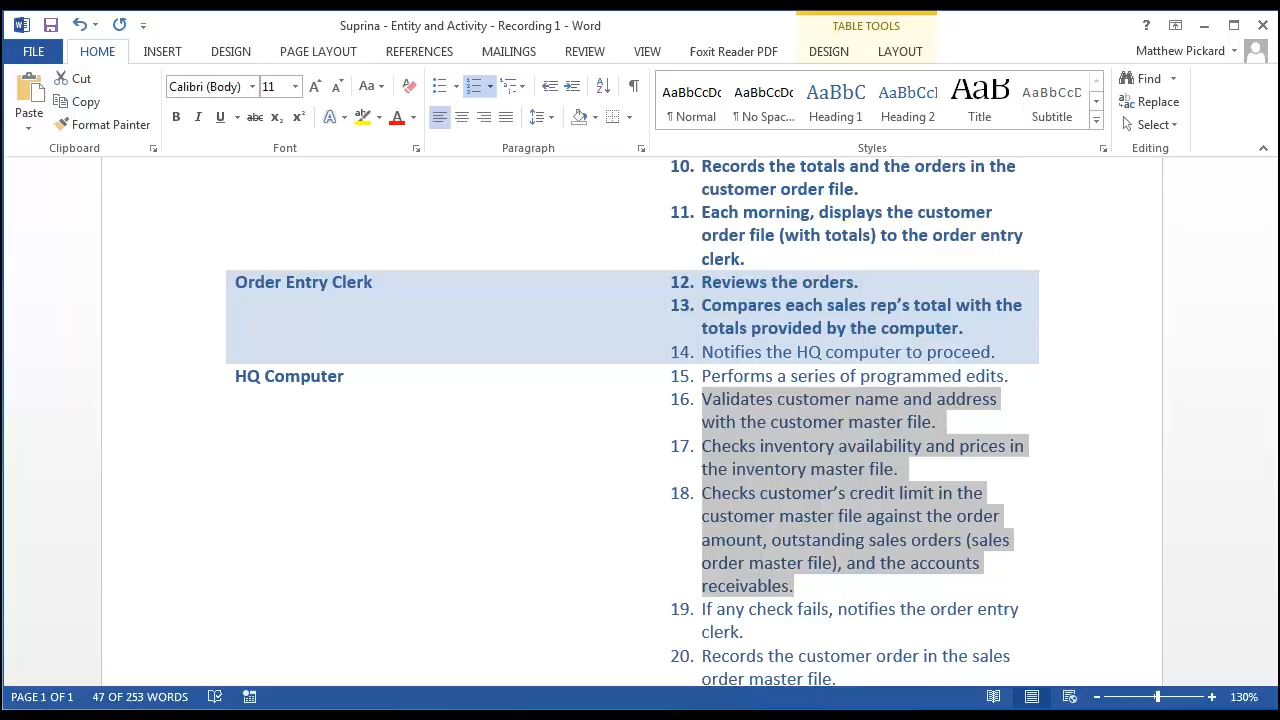 Suprina - Entity and Activity - Recording 1 - Word
TABLE TOOLS
FILE HOME INSERT DESIGN PAGE LAYOUT REFERENCES MAILINGS REVIEW VIEW Foxit Reader PDF DESIGN LAYOUT Matthew Pickard
Paste
Cut
Copy
Format Painter
Clipboard
Calibri (Body) 11
Font
Paragraph
AaBbCcDc AaBbCcDc AaBbC AaBbCcI AaB AaBbCcD
¶ Normal ¶ No Spac... Heading 1 Heading 2 Title Subtitle
Styles
Find
Replace
Select
Editing
10. Records the totals and the orders in the
customer order file.
11. Each morning, displays the customer
order file (with totals) to the order entry
clerk.
Order Entry Clerk 12. Reviews the orders.
13. Compares each sales rep's total with the
totals provided by the computer.
14. Notifies the HQ computer to proceed.
HQ Computer 15. Performs a series of programmed edits.
16. Validates customer name and address
with the customer master file.
17. Checks inventory availability and prices in
the inventory master file.
18. Checks customer's credit limit in the
customer master file against the order
amount, outstanding sales orders (sales
order master file), and the accounts
receivables.
19. If any check fails, notifies the order entry
clerk.
20. Records the customer order in the sales
order master file.
PAGE 1 OF 1 47 OF 253 WORDS 130%